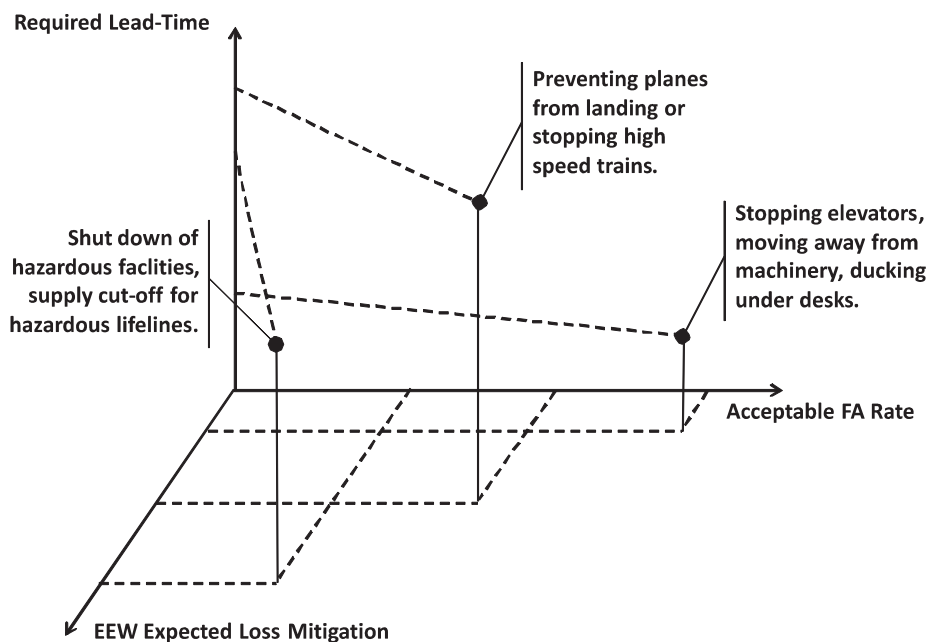 Required Lead-Time
Preventing planes
from landing or
stopping high
speed trains.
Stopping elevators,
moving away from
machinery, ducking
under desks.
Shut down of
hazardous faclities,
supply cut-off for
hazardous lifelines.
Acceptable FA Rate
EEW Expected Loss Mitigation